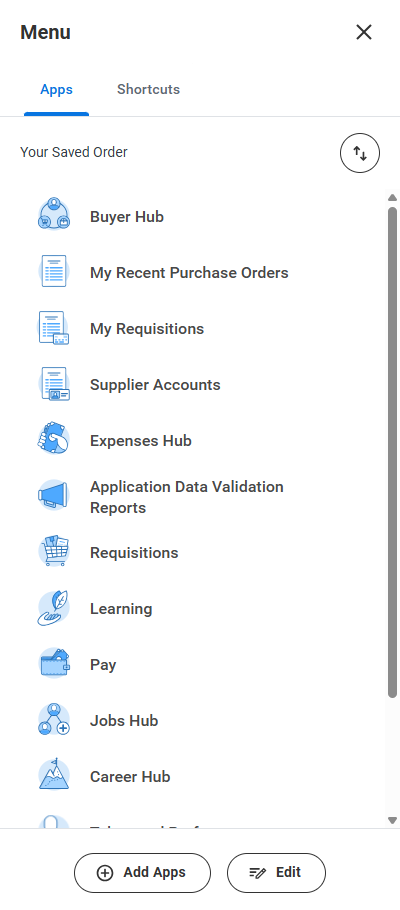 Menu
Apps
Shortcuts
Your Saved Order
Buyer Hub
My Recent Purchase Orders
My Requisitions
Supplier Accounts
Expenses Hub
Application Data Validation
Reports
Requisitions
Learning
Pay
Jobs Hub
Career Hub
Add Apps
Edit